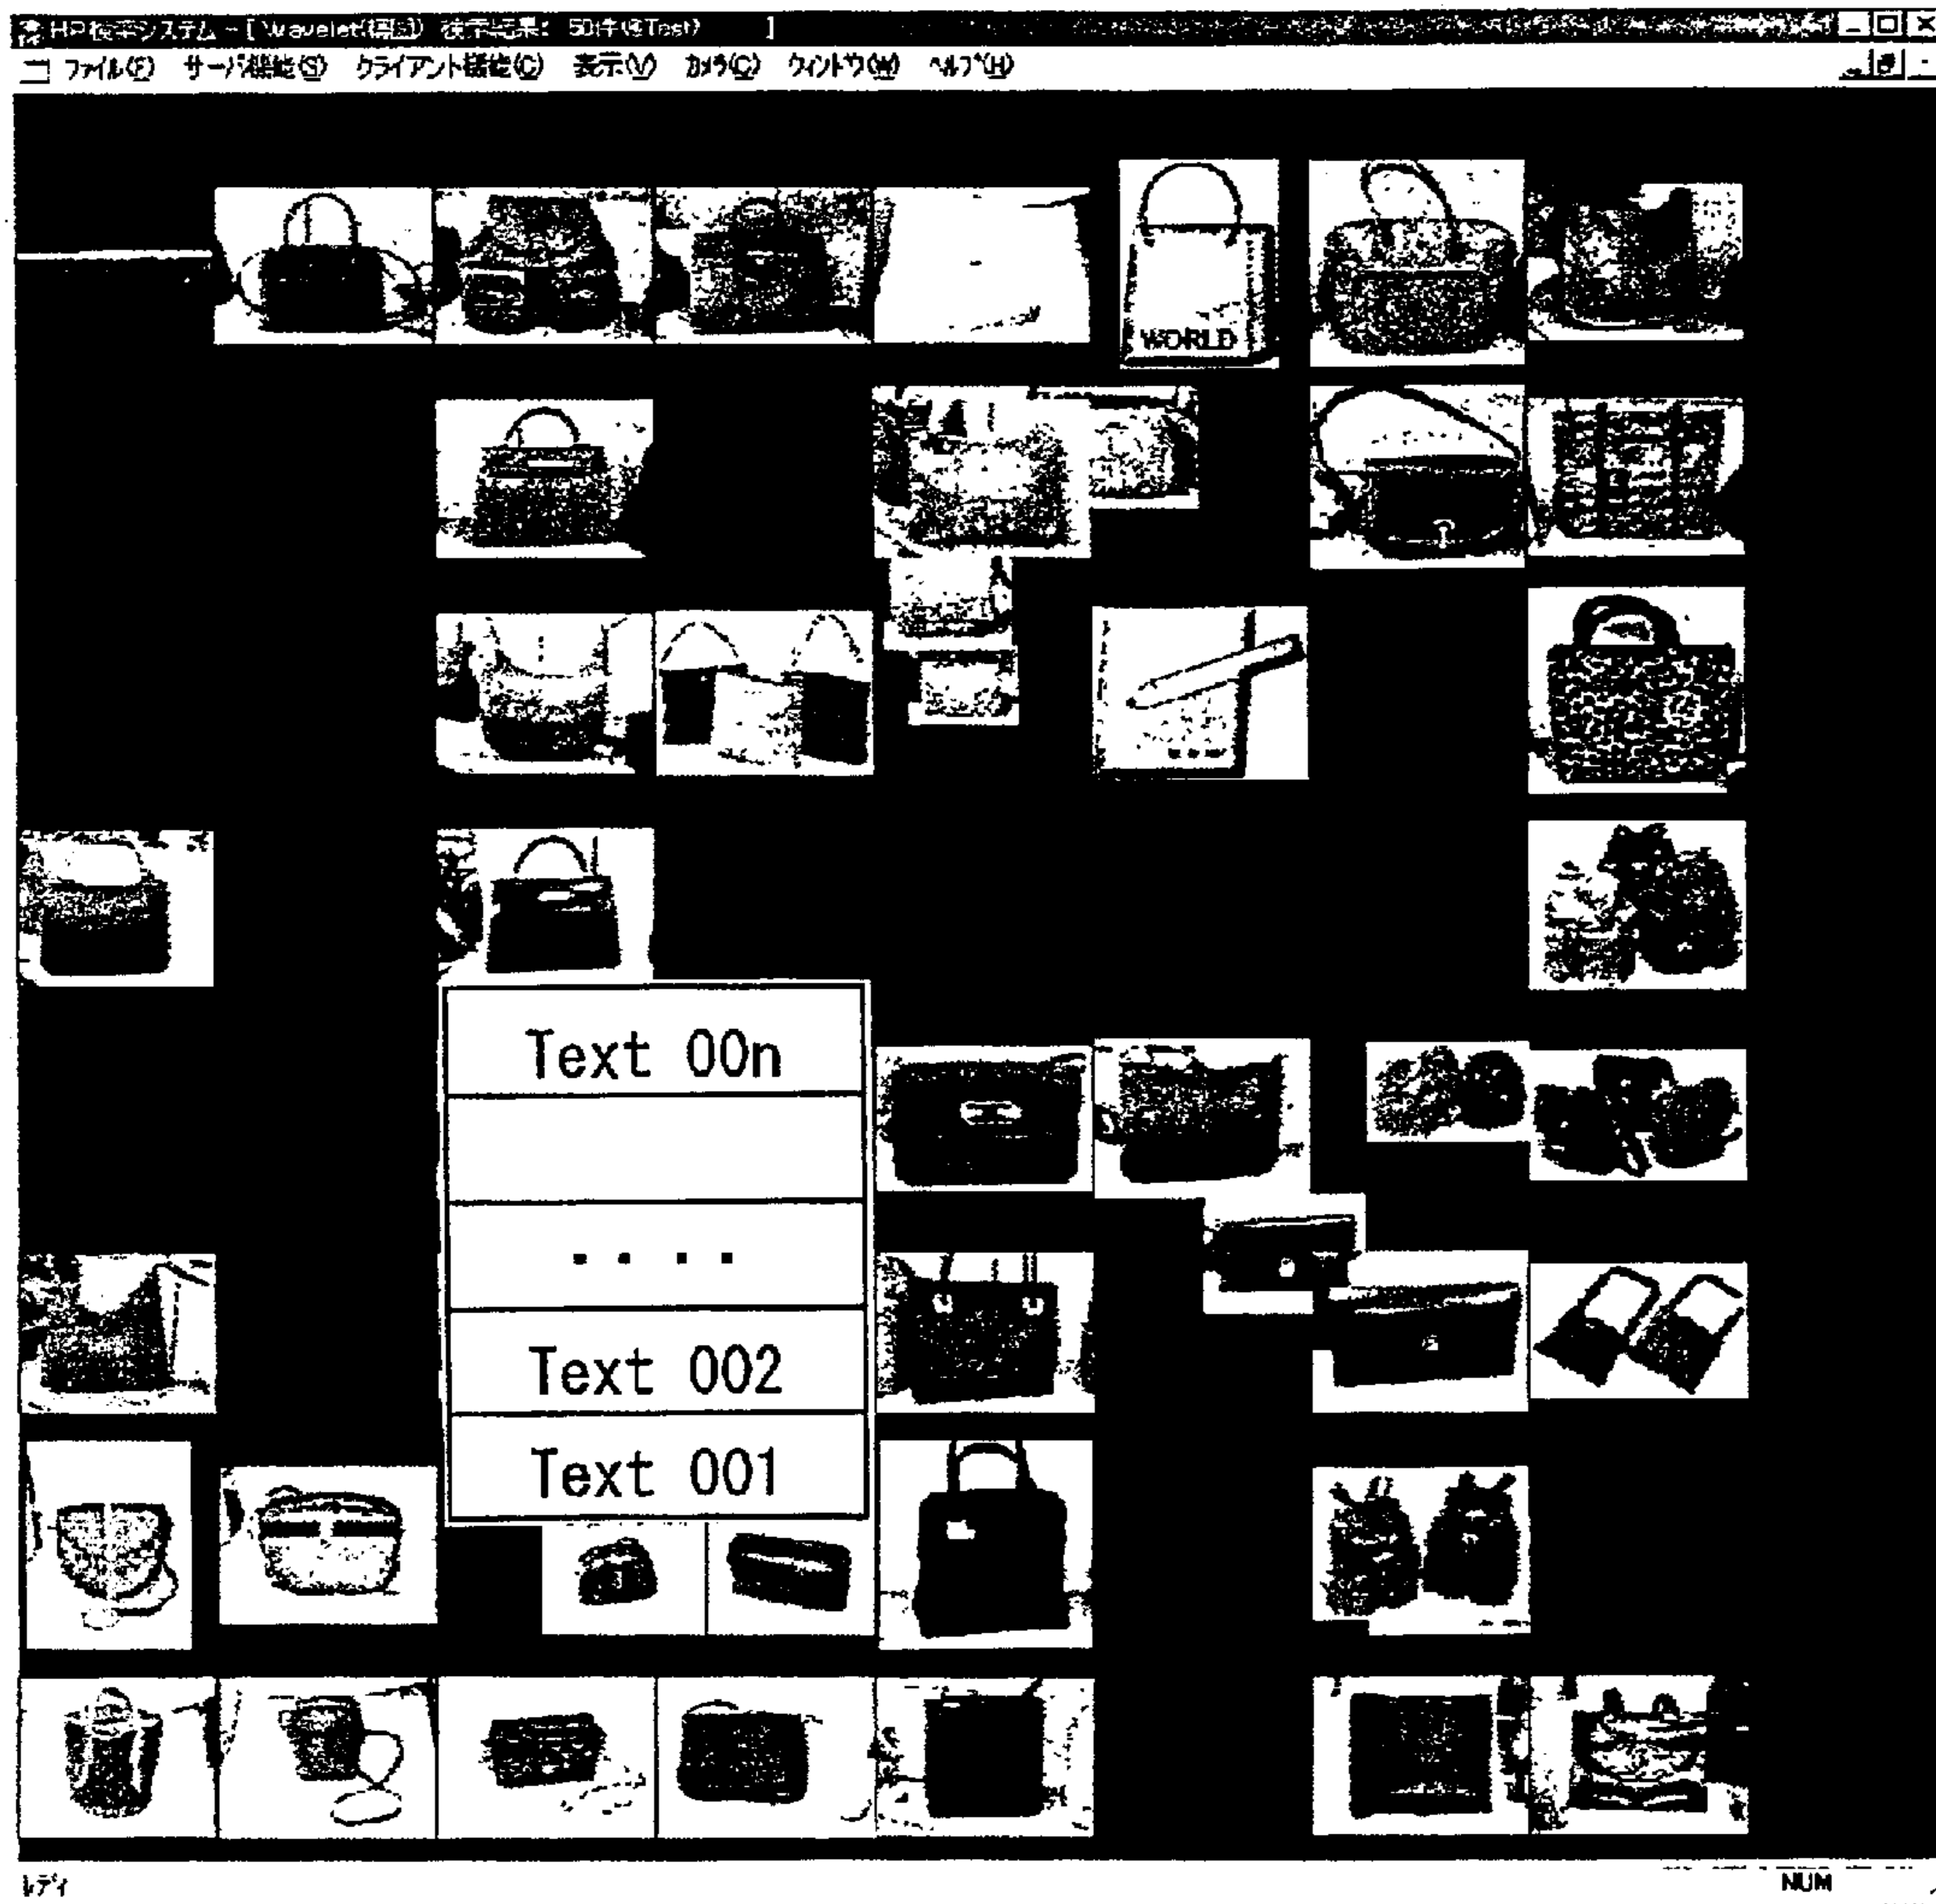 ファイル(F) サーバ機能(S) クライアント機能(C) 表示(V) カメラ(C) ウィンドウ(W) ヘルプ(H)
WORLD
Text 00n
. . . .
Text 002
Text 001
レディ
NUM